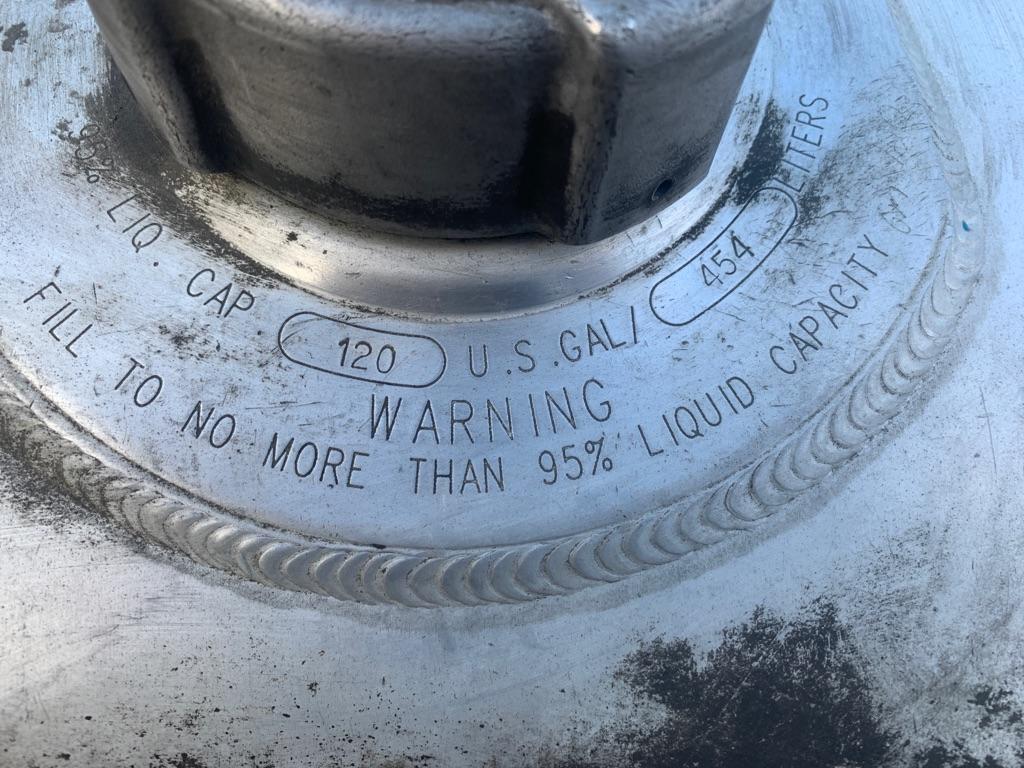 LIQ. CAP. 120 U.S. GAL/ 454 LITERS
WARNING
FILL TO NO MORE THAN 95% LIQUID CAPACITY